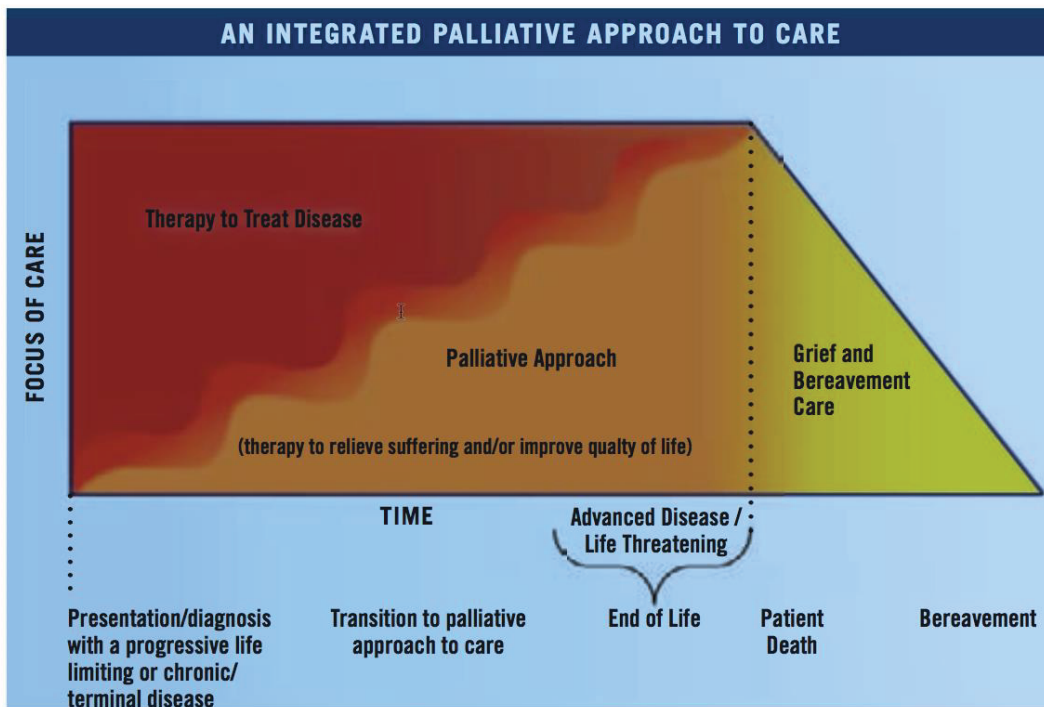 AN INTEGRATED PALLIATIVE APPROACH TO CARE
FOCUS OF CARE
Therapy to Treat Disease
Palliative Approach
(therapy to relieve suffering and/or improve qualty of life)
Grief and
Bereavement
Care
TIME
Advanced Disease /
Life Threatening
Presentation/diagnosis
with a progressive life
limiting or chronic/
terminal disease
Transition to palliative
approach to care
End of Life
Patient
Death
Bereavement